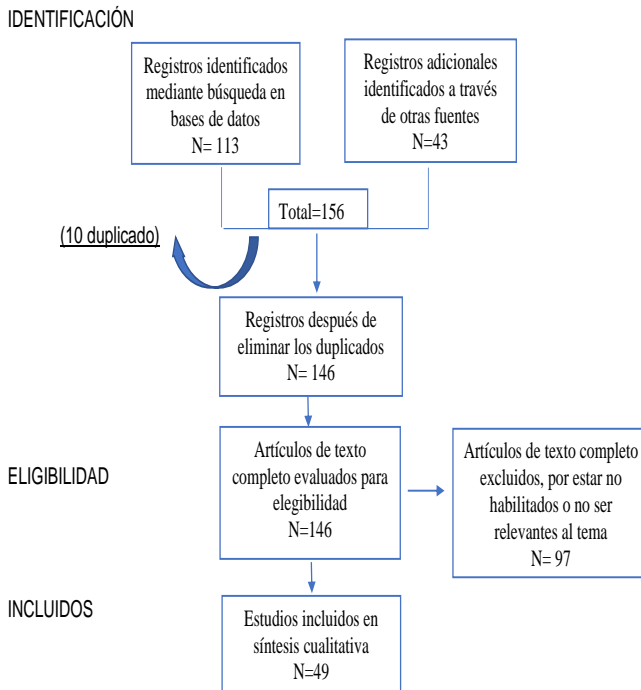 IDENTIFICACIÓN
Registros identificados
mediante búsqueda en
bases de datos
N= 113
Registros adicionales
identificados a través
de otras fuentes
N=43
Total=156
(10 duplicado)
Registros después de
eliminar los duplicados
N= 146
ELIGIBILIDAD
Artículos de texto
completo evaluados para
elegibilidad
N=146
Artículos de texto completo
excluidos, por estar no
habilitados o no ser
relevantes al tema
N= 97
INCLUIDOS
Estudios incluidos en
síntesis cualitativa
N=49